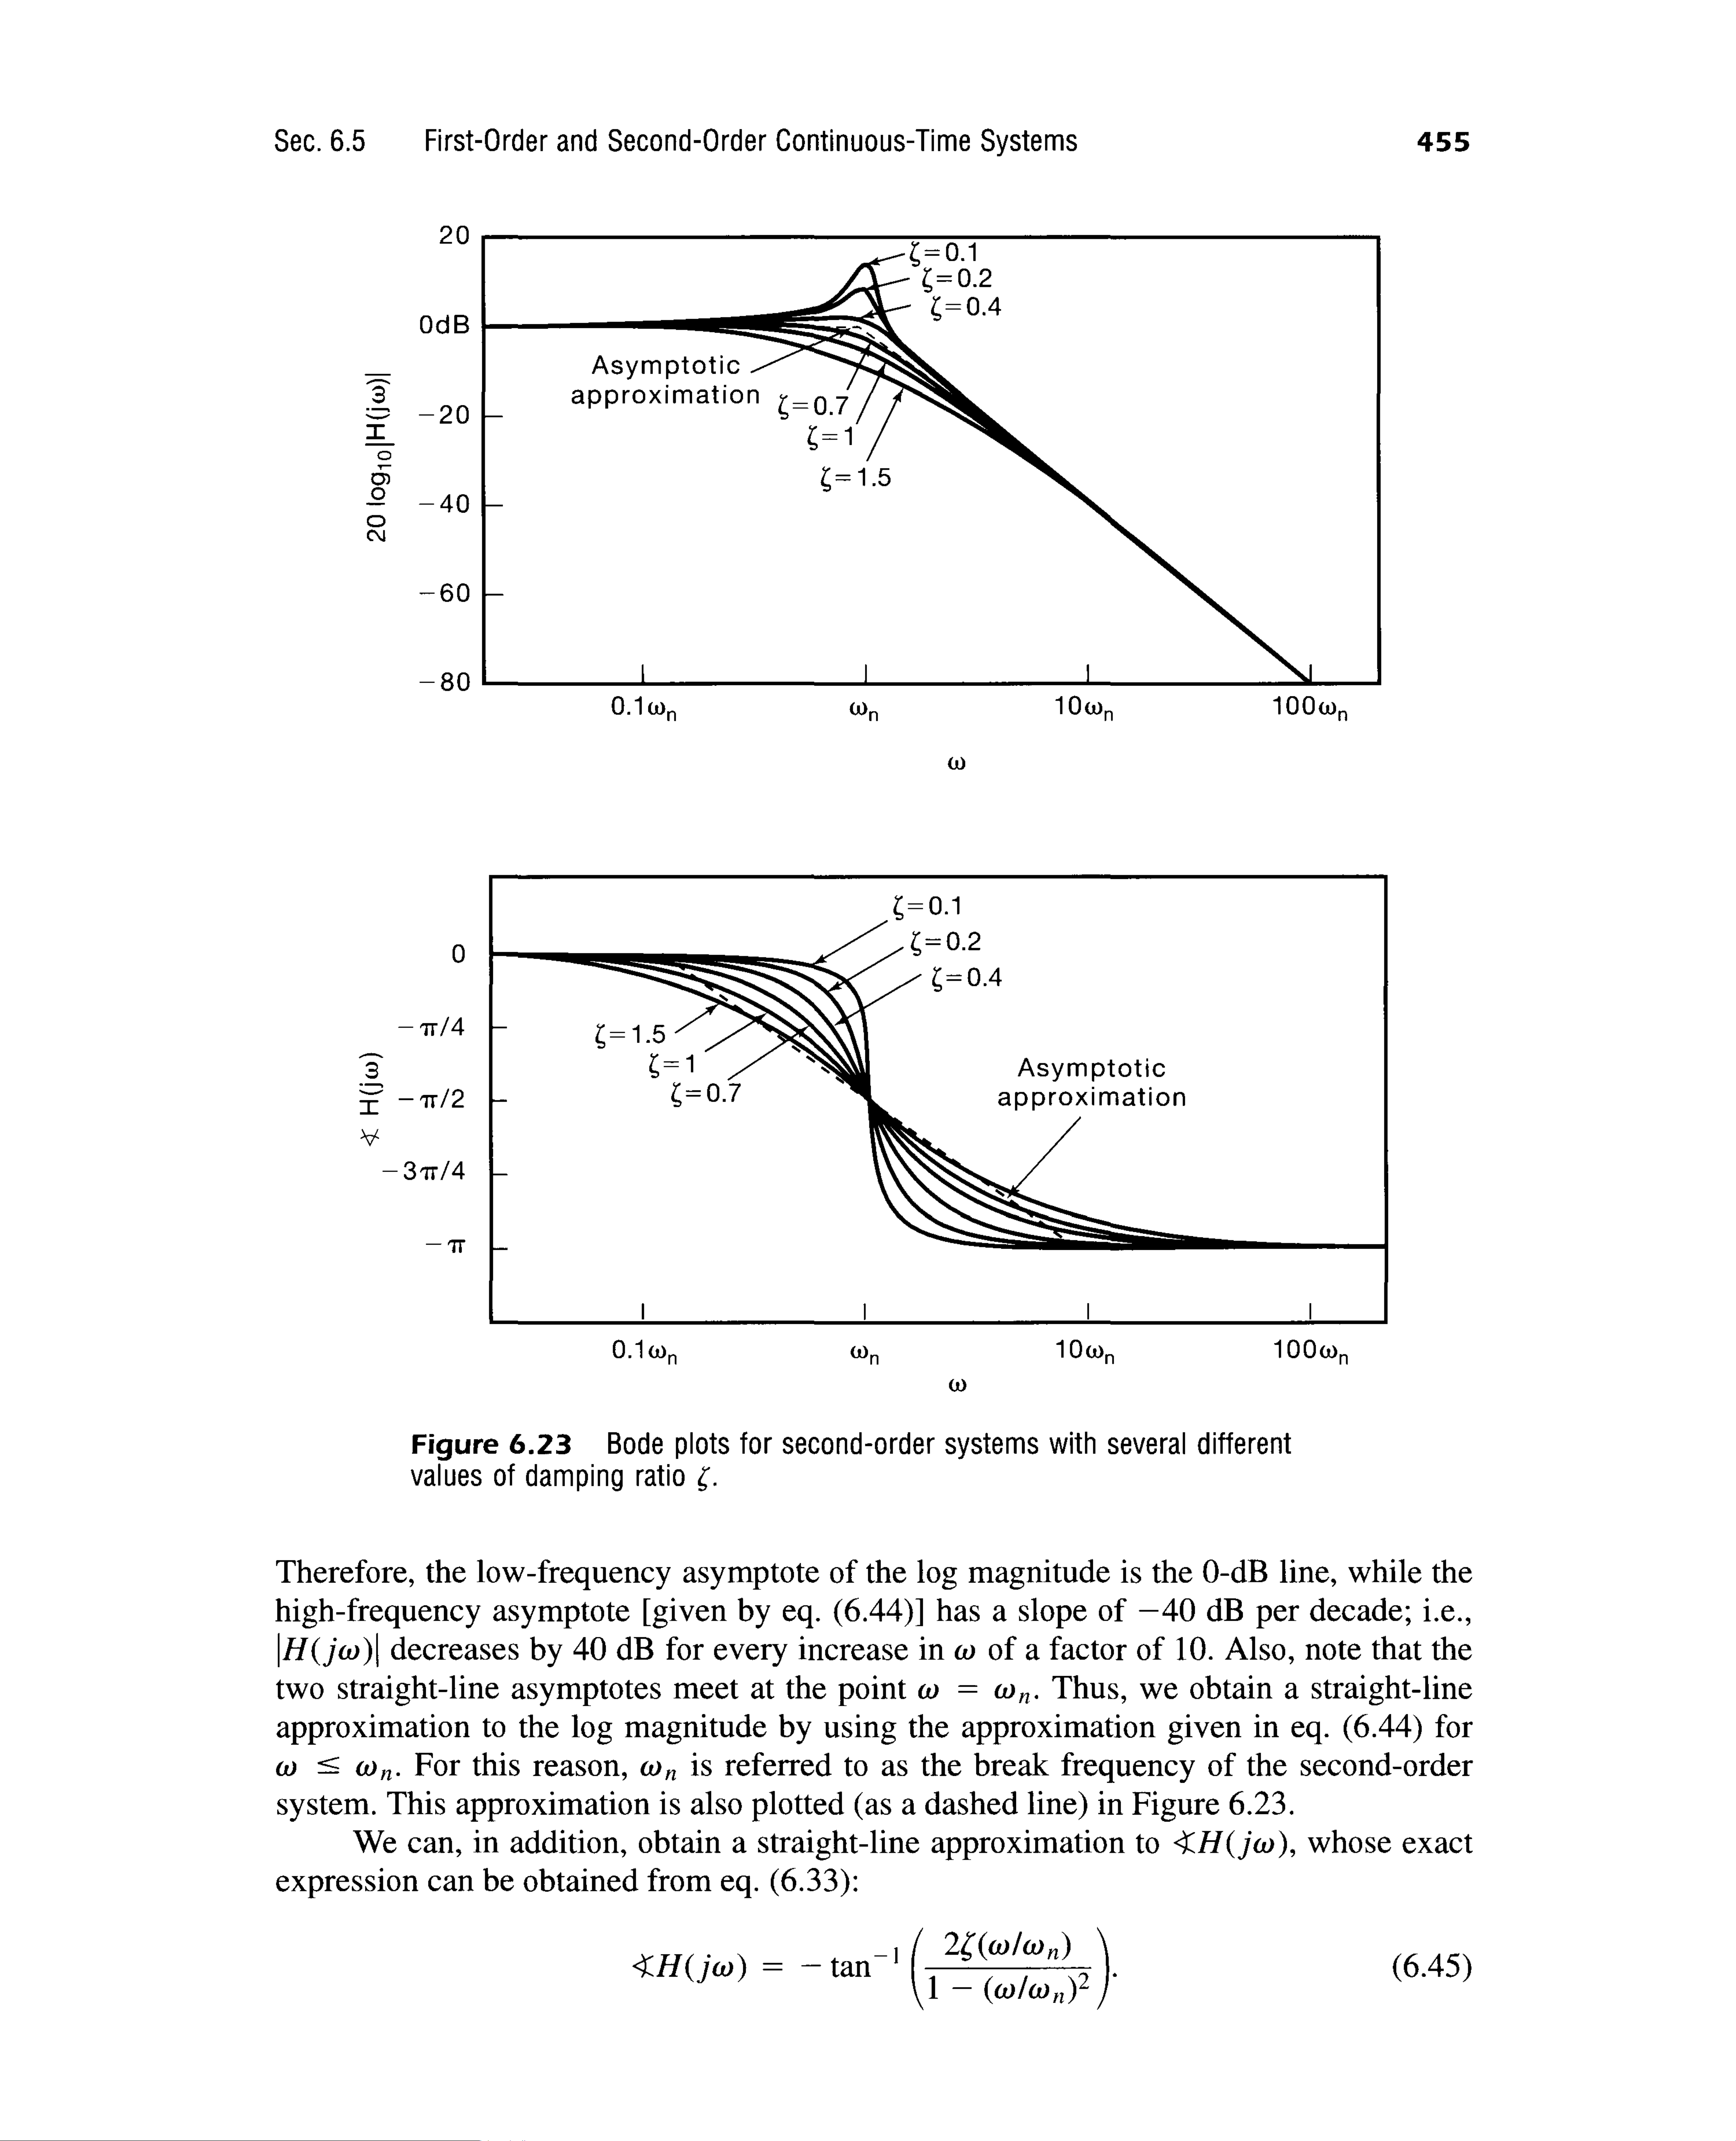 Sec. 6.5 First-Order and Second-Order Continuous-Time Systems 455
20
0dB
−20
−40
−60
−80
20 log₁₀|H(jω)|
ζ=0.1
ζ=0.2
ζ=0.4
Asymptotic
approximation
ζ=0.7
ζ=1
ζ=1.5
0.1ωₙ ωₙ 10ωₙ 100ωₙ
ω
0
−π/4
−π/2
−3π/4
−π
∢ H(jω)
ζ=0.1
ζ=0.2
ζ=0.4
ζ=1.5
ζ=1
ζ=0.7
Asymptotic
approximation
0.1ωₙ ωₙ 10ωₙ 100ωₙ
ω
Figure 6.23 Bode plots for second-order systems with several different
values of damping ratio ζ.
Therefore, the low-frequency asymptote of the log magnitude is the 0-dB line, while the
high-frequency asymptote [given by eq. (6.44)] has a slope of −40 dB per decade; i.e.,
|H(jω)| decreases by 40 dB for every increase in ω of a factor of 10. Also, note that the
two straight-line asymptotes meet at the point ω = ωₙ. Thus, we obtain a straight-line
approximation to the log magnitude by using the approximation given in eq. (6.44) for
ω ≤ ωₙ. For this reason, ωₙ is referred to as the break frequency of the second-order
system. This approximation is also plotted (as a dashed line) in Figure 6.23.
We can, in addition, obtain a straight-line approximation to ∢H(jω), whose exact
expression can be obtained from eq. (6.33):
∢H(jω) = − tan⁻¹ ( 2ζ(ω/ωₙ) / 1 − (ω/ωₙ)² ). (6.45)